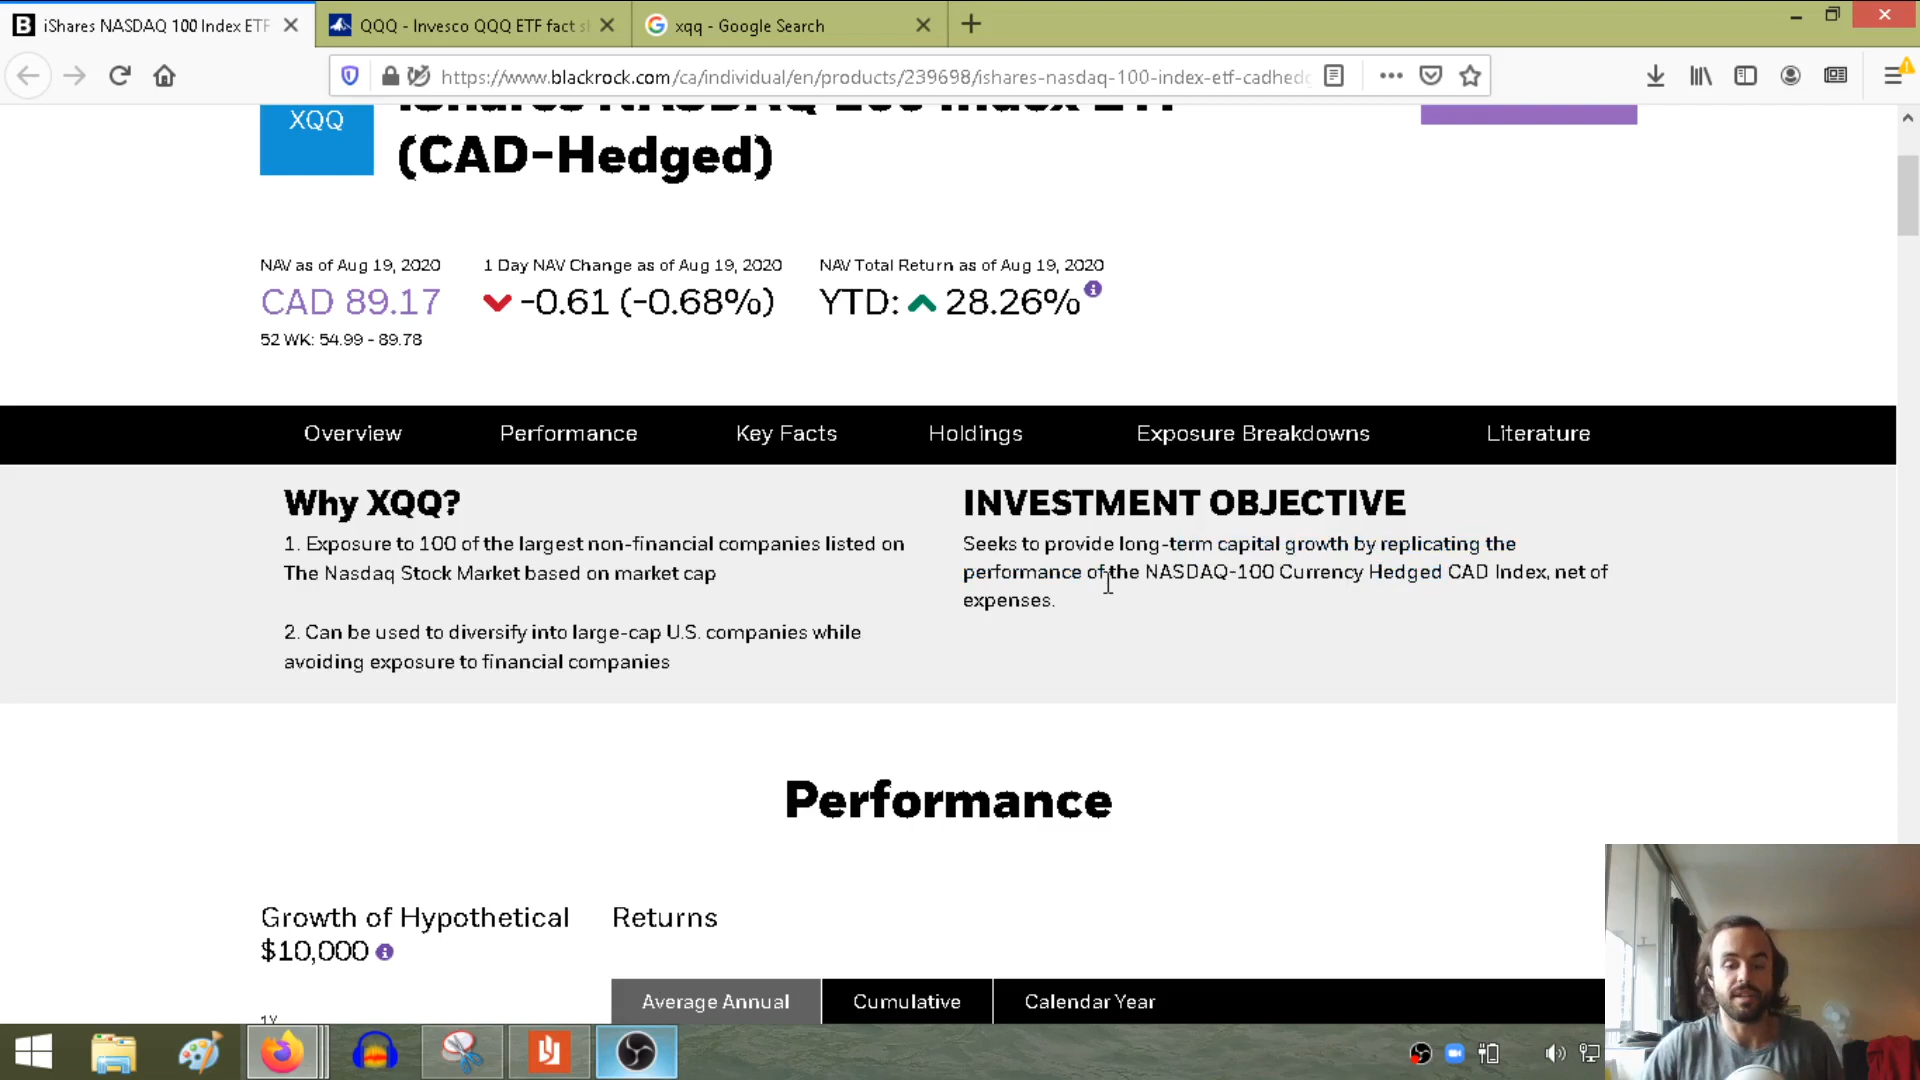 iShares NASDAQ 100 Index ETF
QQQ - Invesco QQQ ETF fact s
xqq - Google Search
https://www.blackrock.com/ca/individual/en/products/239698/ishares-nasdaq-100-index-etf-cadhedg
XQQ
iShares NASDAQ 100 Index ETF
(CAD-Hedged)
NAV as of Aug 19, 2020
CAD 89.17
52 WK: 54.99 - 89.78
1 Day NAV Change as of Aug 19, 2020
-0.61 (-0.68%)
NAV Total Return as of Aug 19, 2020
YTD: 28.26%
Overview Performance Key Facts Holdings Exposure Breakdowns Literature
Why XQQ?
1. Exposure to 100 of the largest non-financial companies listed on
The Nasdaq Stock Market based on market cap
2. Can be used to diversify into large-cap U.S. companies while
avoiding exposure to financial companies
INVESTMENT OBJECTIVE
Seeks to provide long-term capital growth by replicating the
performance of the NASDAQ-100 Currency Hedged CAD Index, net of
expenses.
Performance
Growth of Hypothetical
$10,000
Returns
Average Annual Cumulative Calendar Year
1Y